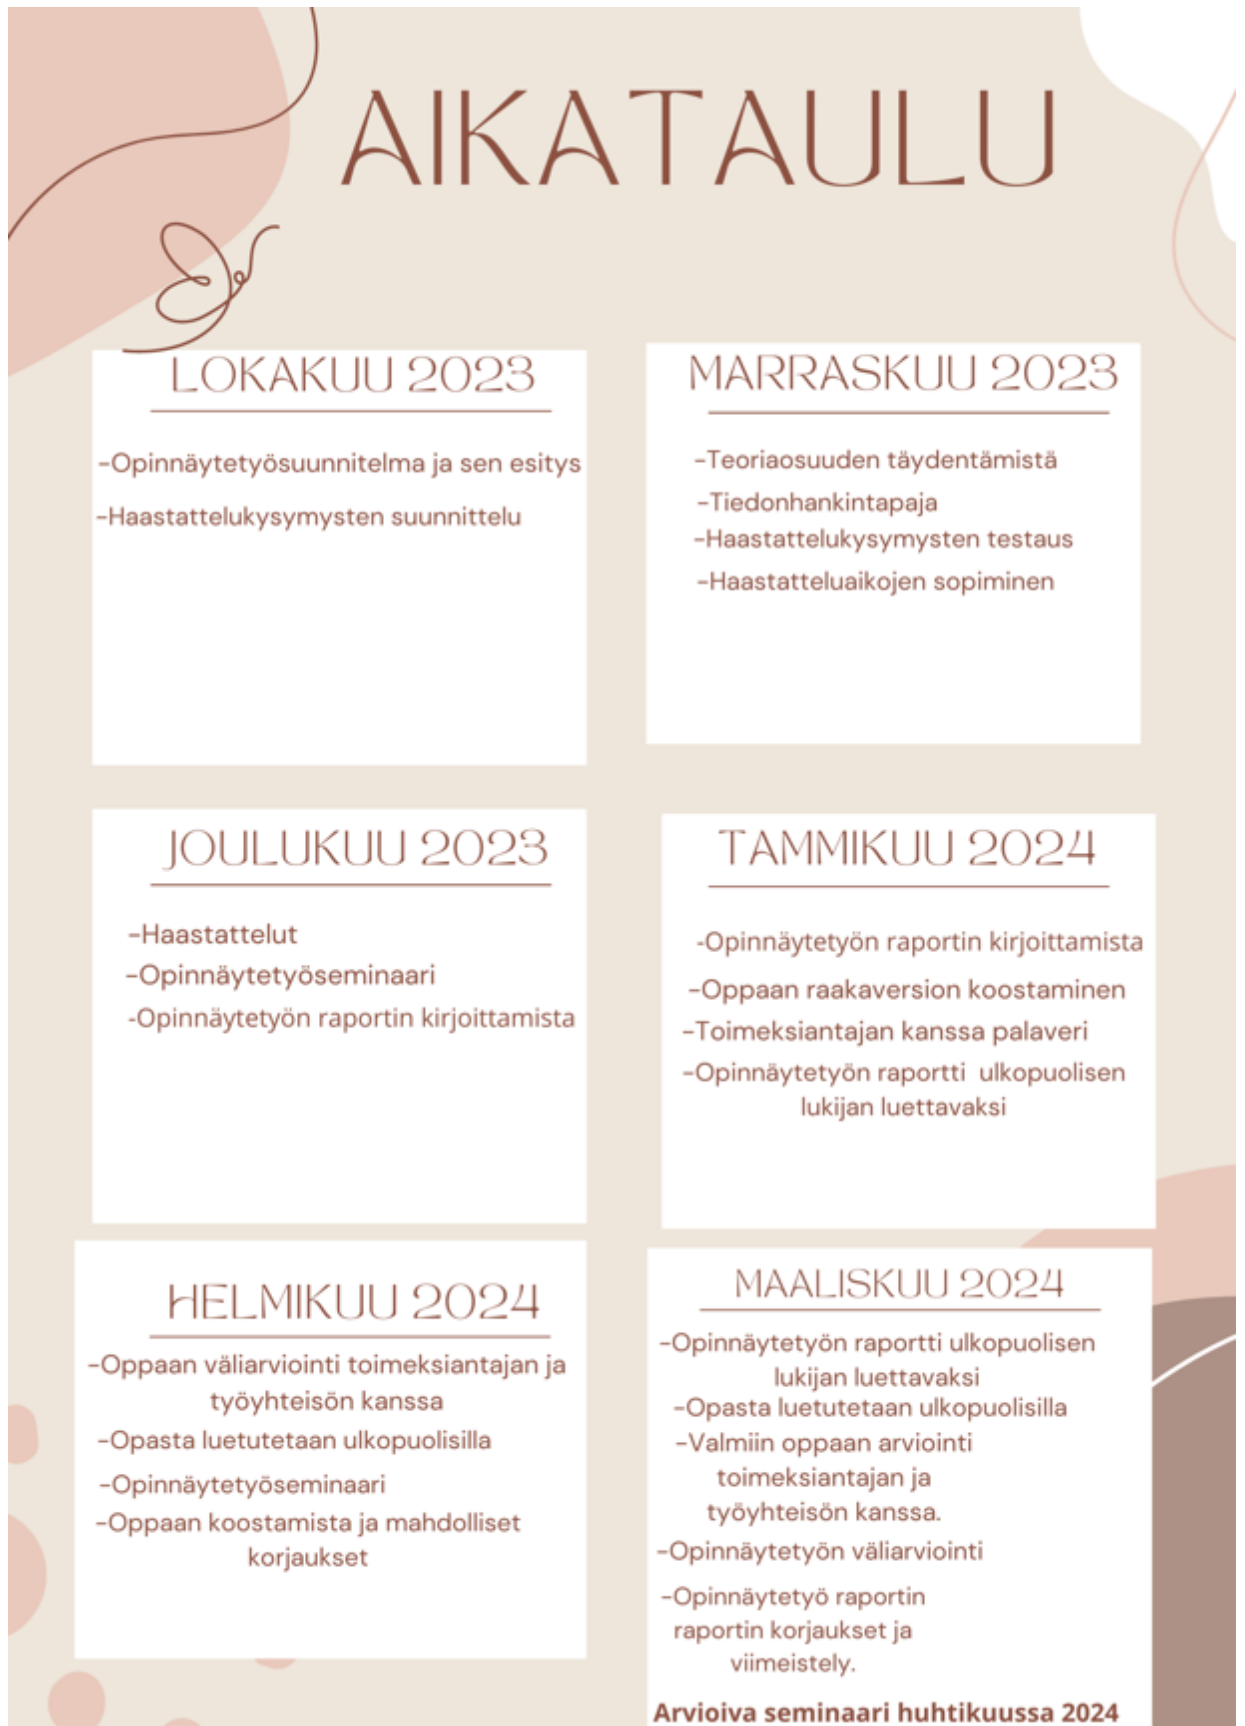 AIKATAULU
LOKAKUU 2023
-Opinnäytetyösuunnitelma ja sen esitys
-Haastattelukysymysten suunnittelu
MARRASKUU 2023
-Teoriaosuuden täydentämistä
-Tiedonhankintapaja
-Haastattelukysymysten testaus
-Haastatteluaikojen sopiminen
JOULUKUU 2023
-Haastattelut
-Opinnäytetyöseminaari
-Opinnäytetyön raportin kirjoittamista
TAMMIKUU 2024
-Opinnäytetyön raportin kirjoittamista
-Oppaan raakaversion koostaminen
-Toimeksiantajan kanssa palaveri
-Opinnäytetyön raportti ulkopuolisen
lukijan luettavaksi
HELMIKUU 2024
-Oppaan väliarviointi toimeksiantajan ja
työyhteisön kanssa
-Opasta luetutetaan ulkopuolisilla
-Opinnäytetyöseminaari
-Oppaan koostamista ja mahdolliset
korjaukset
MAALISKUU 2024
-Opinnäytetyön raportti ulkopuolisen
lukijan luettavaksi
-Opasta luetutetaan ulkopuolisilla
-Valmiin oppaan arviointi
toimeksiantajan ja
työyhteisön kanssa.
-Opinnäytetyön väliarviointi
-Opinnäytetyö raportin
raportin korjaukset ja
viimeistely.
Arvioiva seminaari huhtikuussa 2024